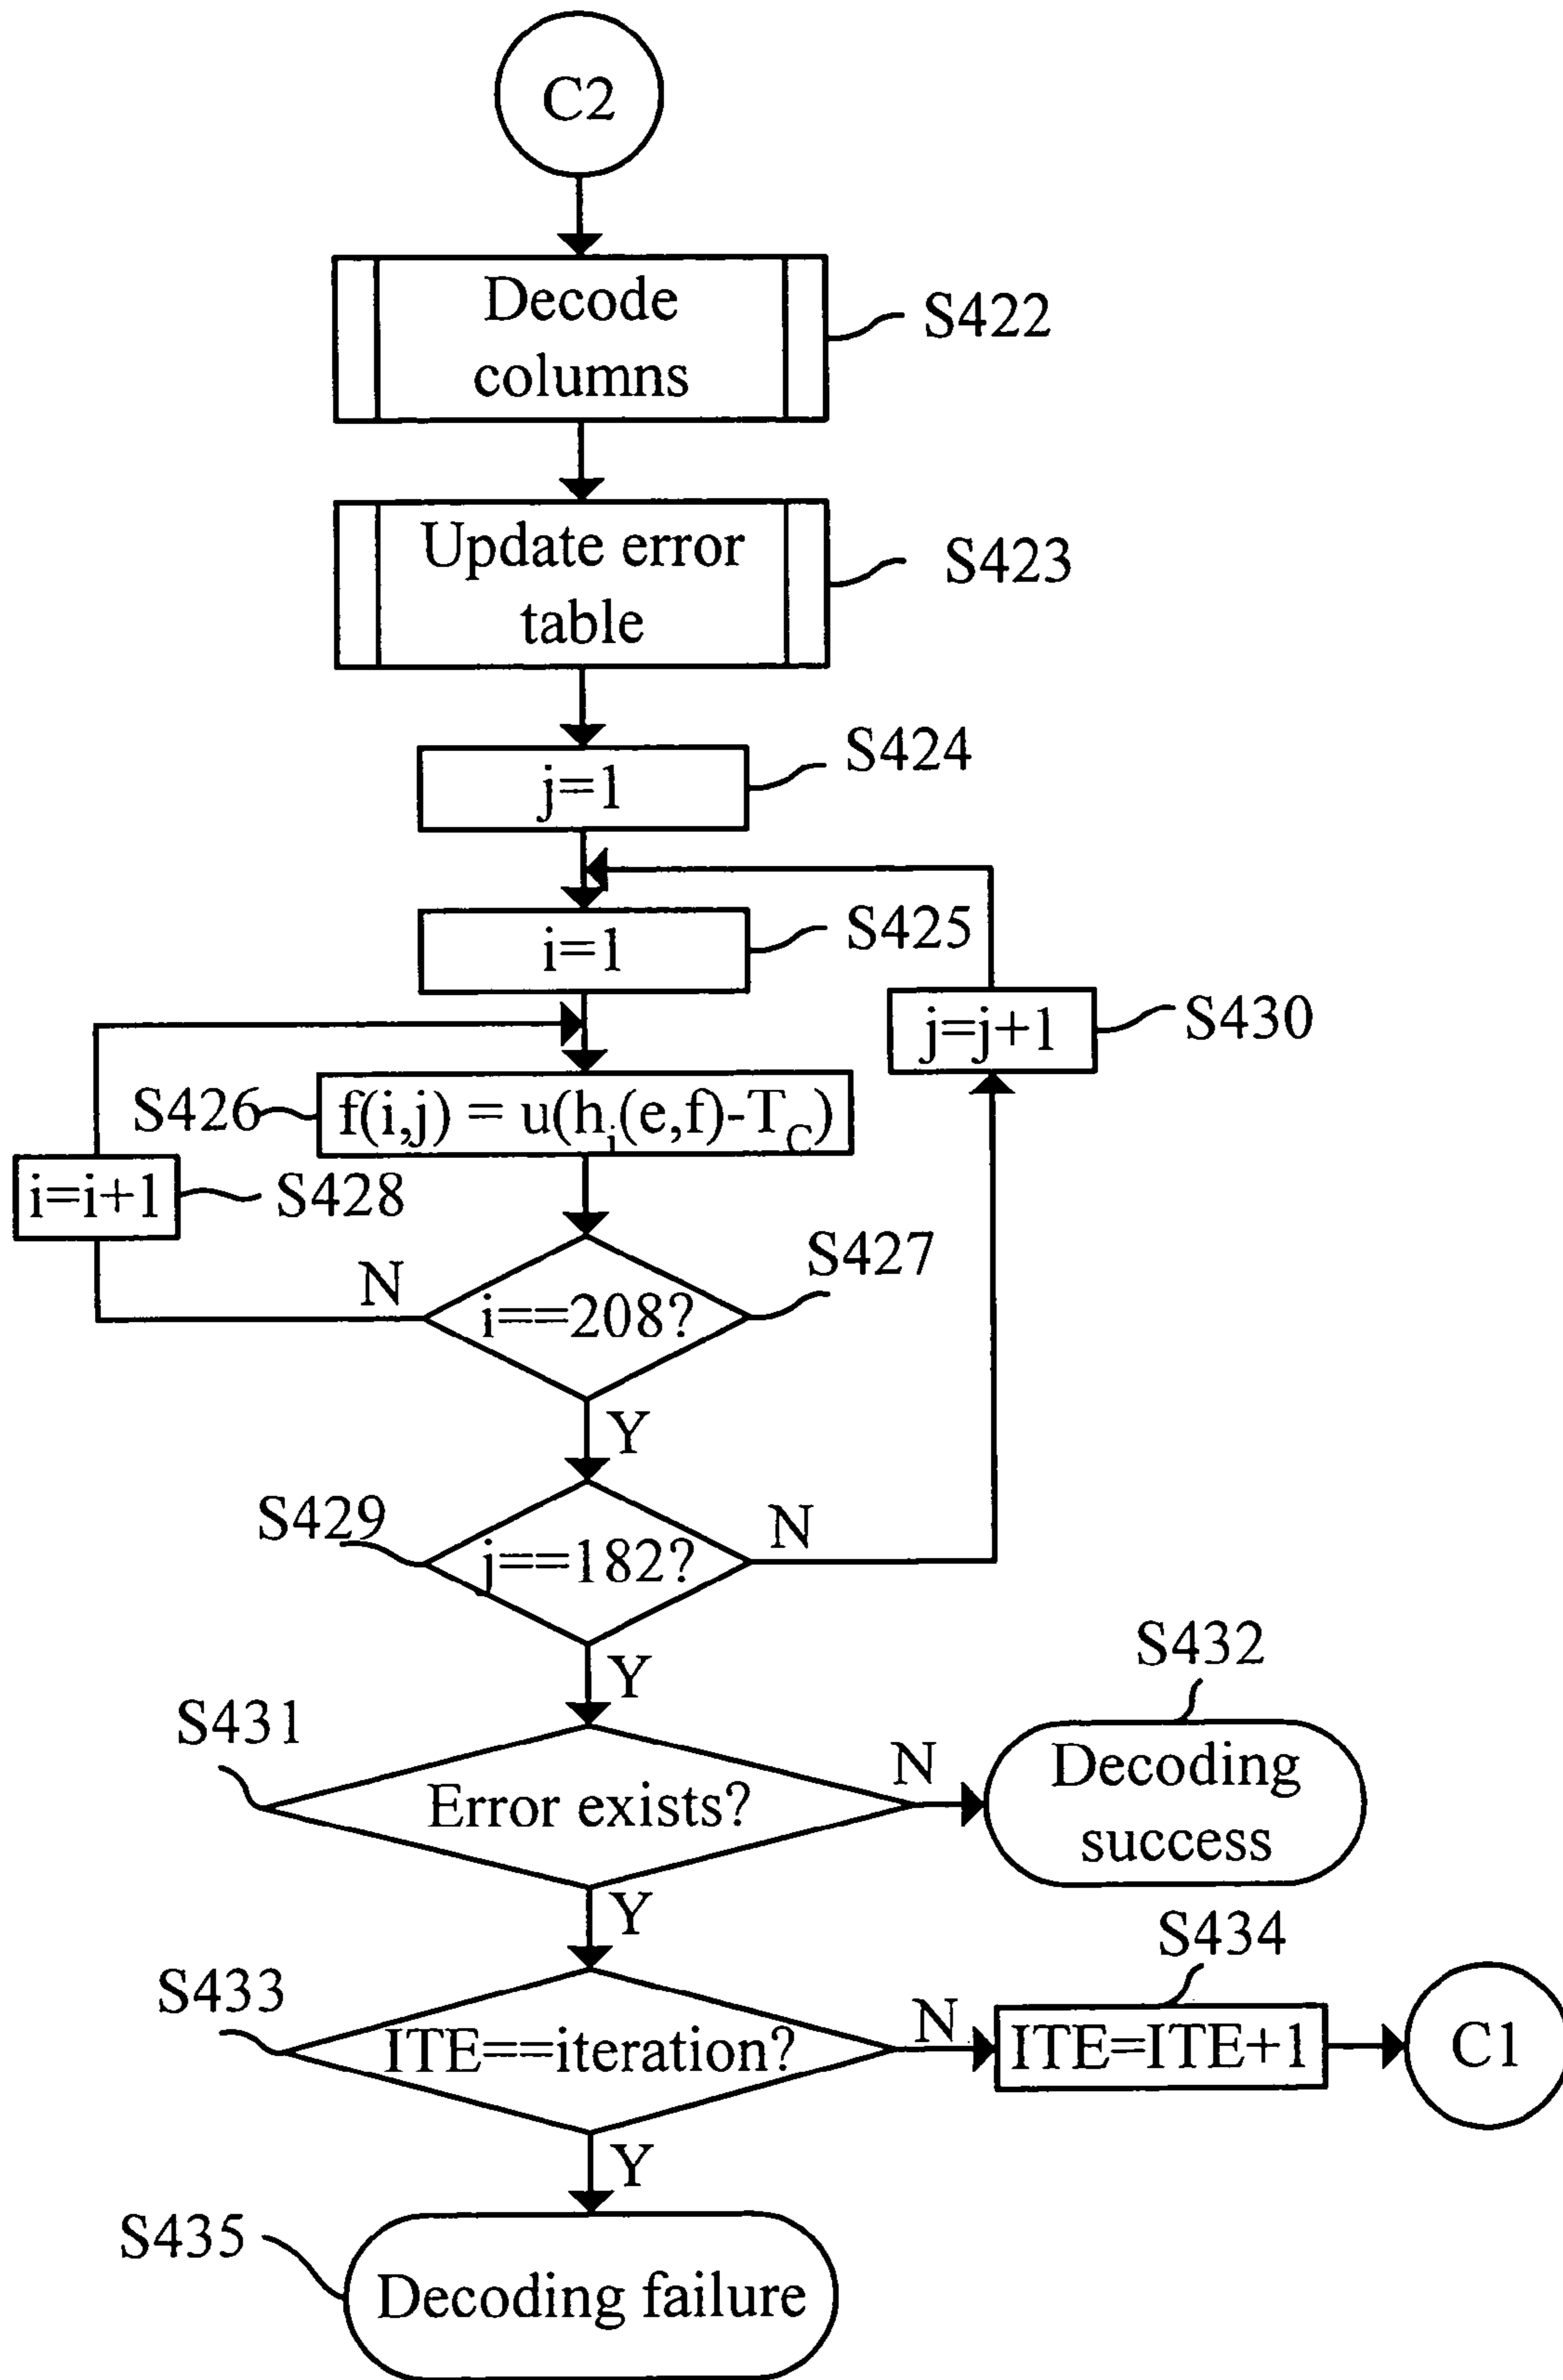 C2
Decode
columns
S422
Update error
table
S423
j=1
S424
i=1
S425
j=j+1
S430
S426
f(i,j) = u(h_i(e,f)-T_C)
i=i+1
S428
N
i==208?
S427
Y
S429
j==182?
N
Y
S431
Error exists?
N
Decoding
success
S432
Y
S433
ITE==iteration?
N
ITE=ITE+1
S434
C1
Y
S435
Decoding failure